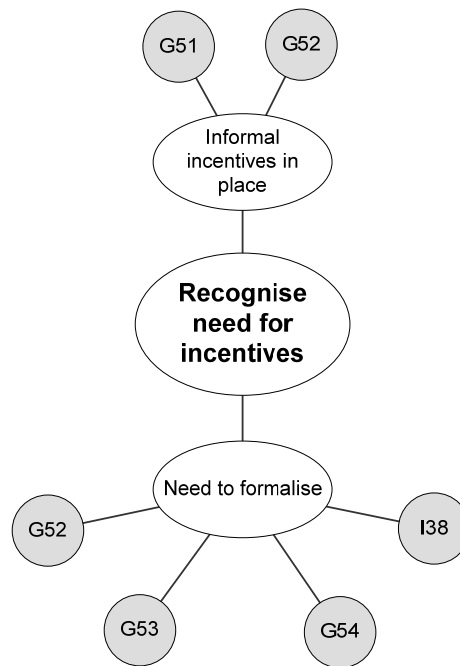 G51
G52
Informal
incentives in
place
Recognise
need for
incentives
Need to formalise
G52
I38
G53
G54